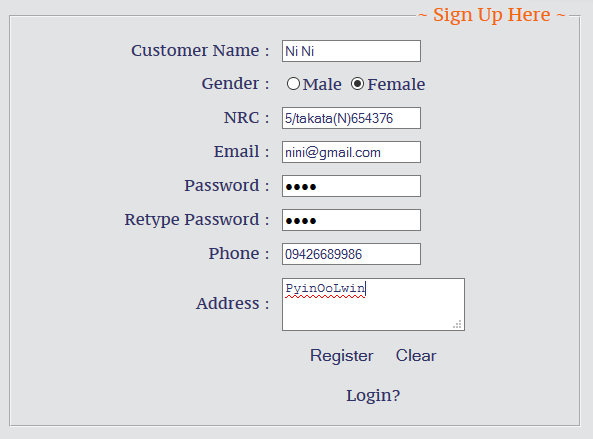 ~ Sign Up Here ~
Customer Name : Ni Ni
Gender : Male Female
NRC : 5/takata(N)654376
Email : nini@gmail.com
Password : ●●●●
Retype Password : ●●●●
Phone : 09426689986
Address : PyinOoLwin
Register Clear
Login?